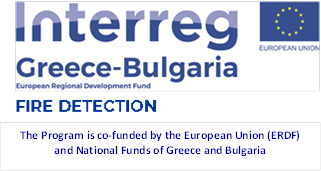 Interreg
EUROPEAN UNION
Greece-Bulgaria
European Regional Development Fund
FIRE DETECTION
The Program is co-funded by the European Union (ERDF)
and National Funds of Greece and Bulgaria